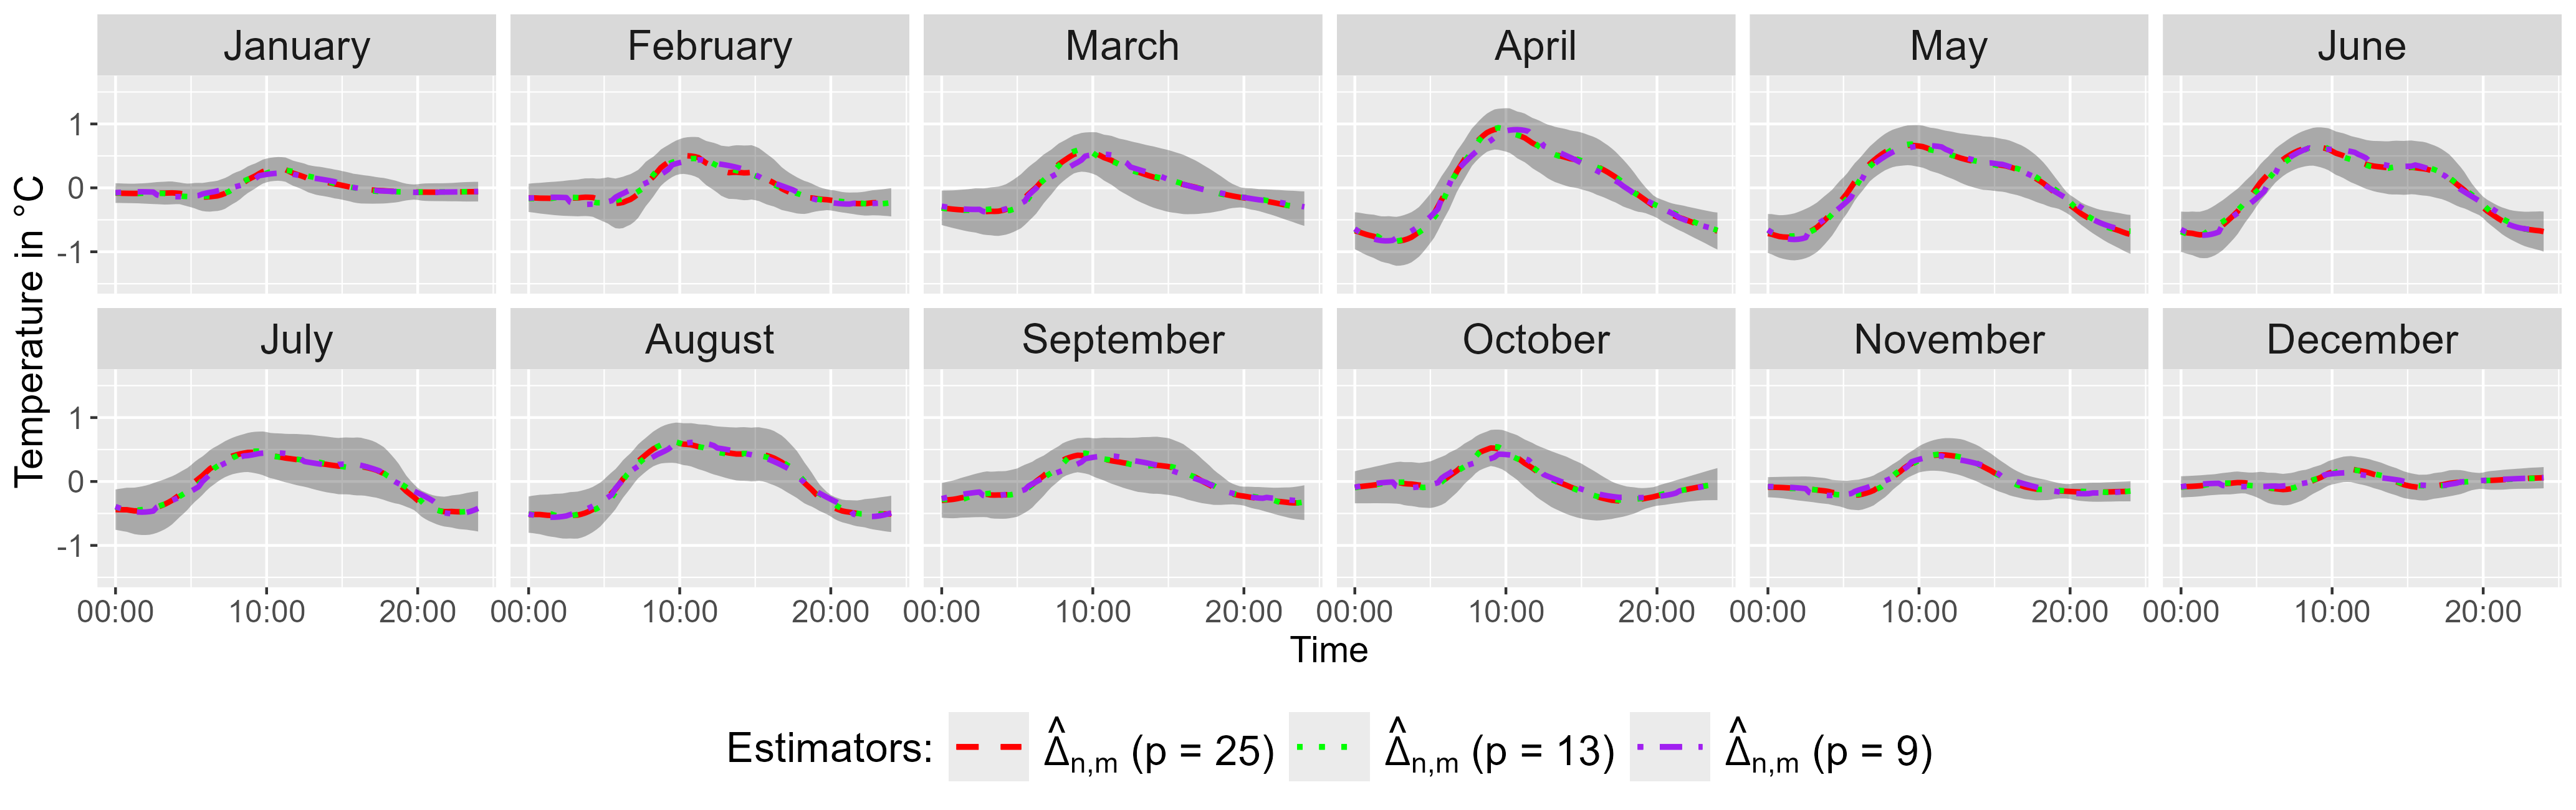 January February March April May June
Temperature in °C
1
0
-1
July August September October November December
1
0
-1
00:00 10:00 20:00 00:00 10:00 20:00 00:00 10:00 20:00 00:00 10:00 20:00 00:00 10:00 20:00 00:00 10:00 20:00
Time
Estimators: Δ̂n,m (p = 25) Δ̂n,m (p = 13) Δ̂n,m (p = 9)